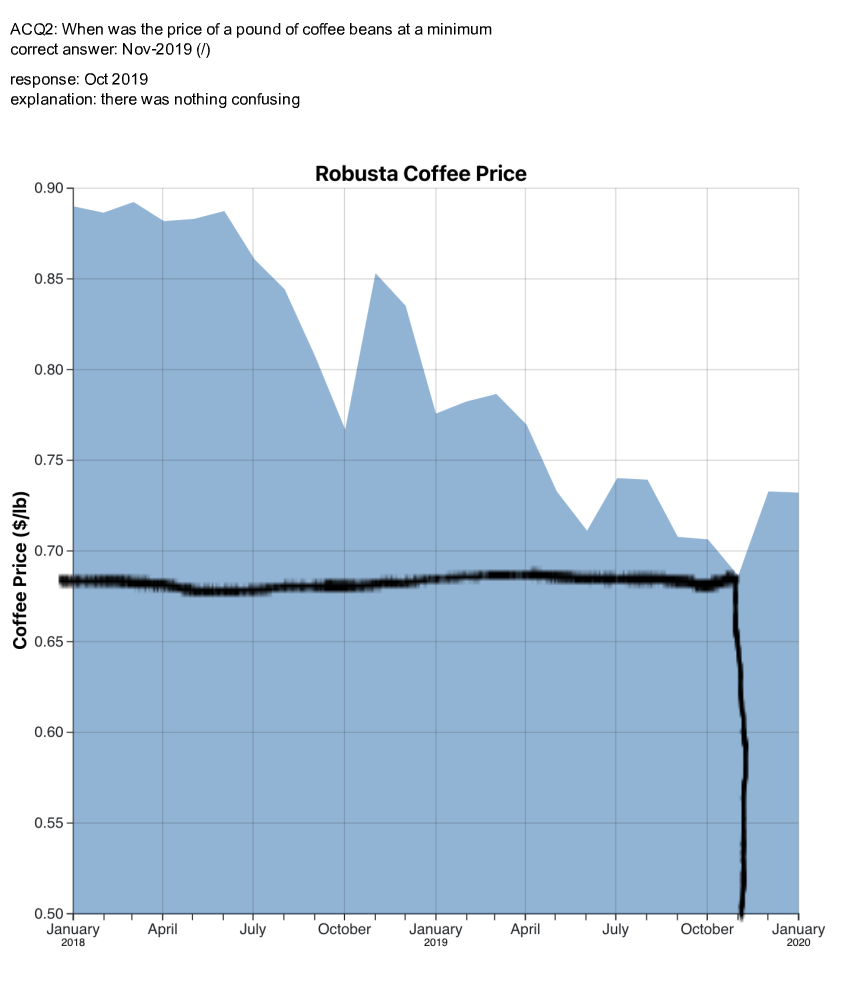 ACQ2: When was the price of a pound of coffee beans at a minimum
correct answer: Nov-2019 (/)
response: Oct 2019
explanation: there was nothing confusing
Robusta Coffee Price
0.90
0.85
0.80
0.75
0.70
0.65
0.60
0.55
0.50
Coffee Price ($/lb)
January April July October January April July October January
2018 2019 2020